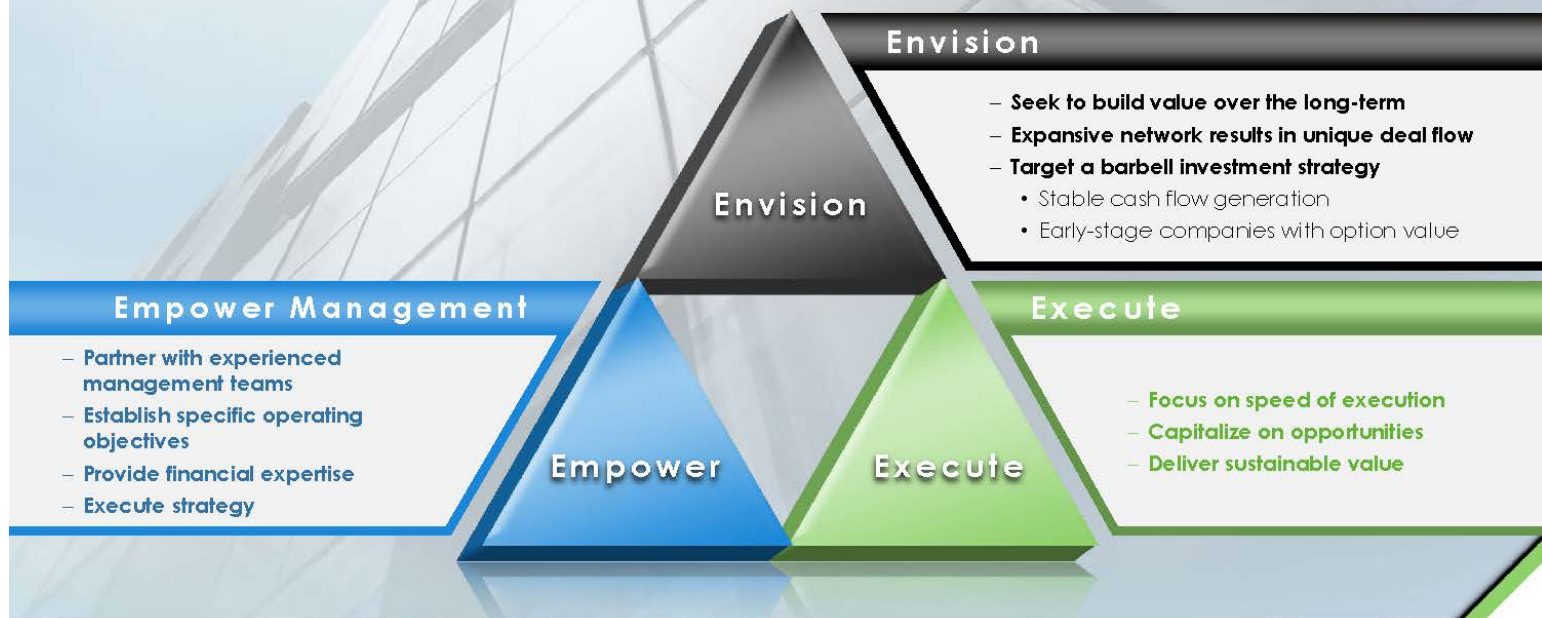 Envision
– Seek to build value over the long-term
– Expansive network results in unique deal flow
– Target a barbell investment strategy
• Stable cash flow generation
• Early-stage companies with option value
Envision
Empower Management
– Partner with experienced
management teams
– Establish specific operating
objectives
– Provide financial expertise
– Execute strategy
Empower
Execute
Execute
– Focus on speed of execution
– Capitalize on opportunities
– Deliver sustainable value